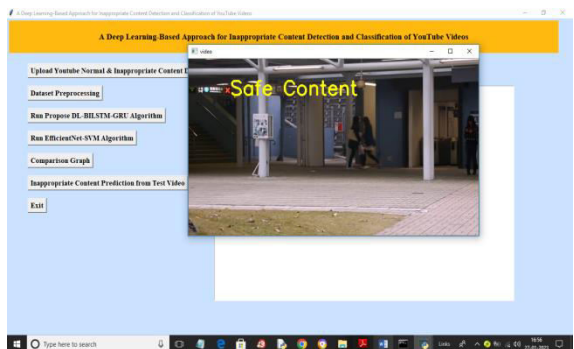 A Deep Learning-Based Approach for Inappropriate Content Detection and Classification of YouTube Videos
A Deep Learning-Based Approach for Inappropriate Content Detection and Classification of YouTube Videos
video
Upload Youtube Normal & Inappropriate Content
Safe Content
Dataset Preprocessing
Run Propose DL-BILSTM-GRU Algorithm
Run EfficientNet-SVM Algorithm
Comparison Graph
Inappropriate Content Prediction from Test Video
Exit
Type here to search
Links
16:56